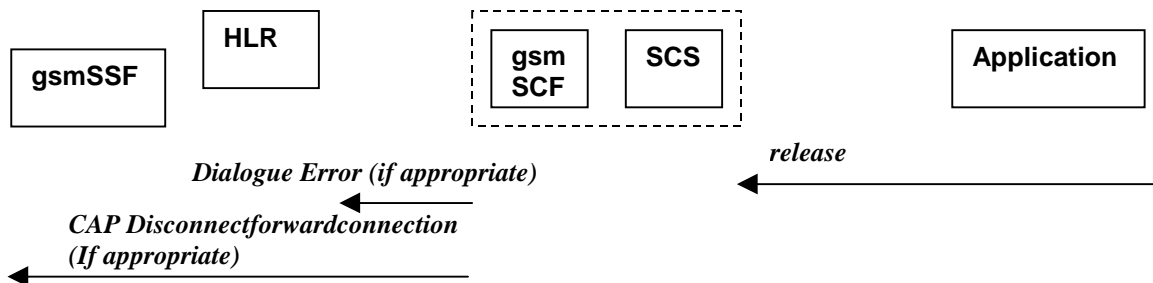 HLR
gsmSSF
gsm
SCF
SCS
Application
release
Dialogue Error (if appropriate)
CAP Disconnectforwardconnection
(If appropriate)